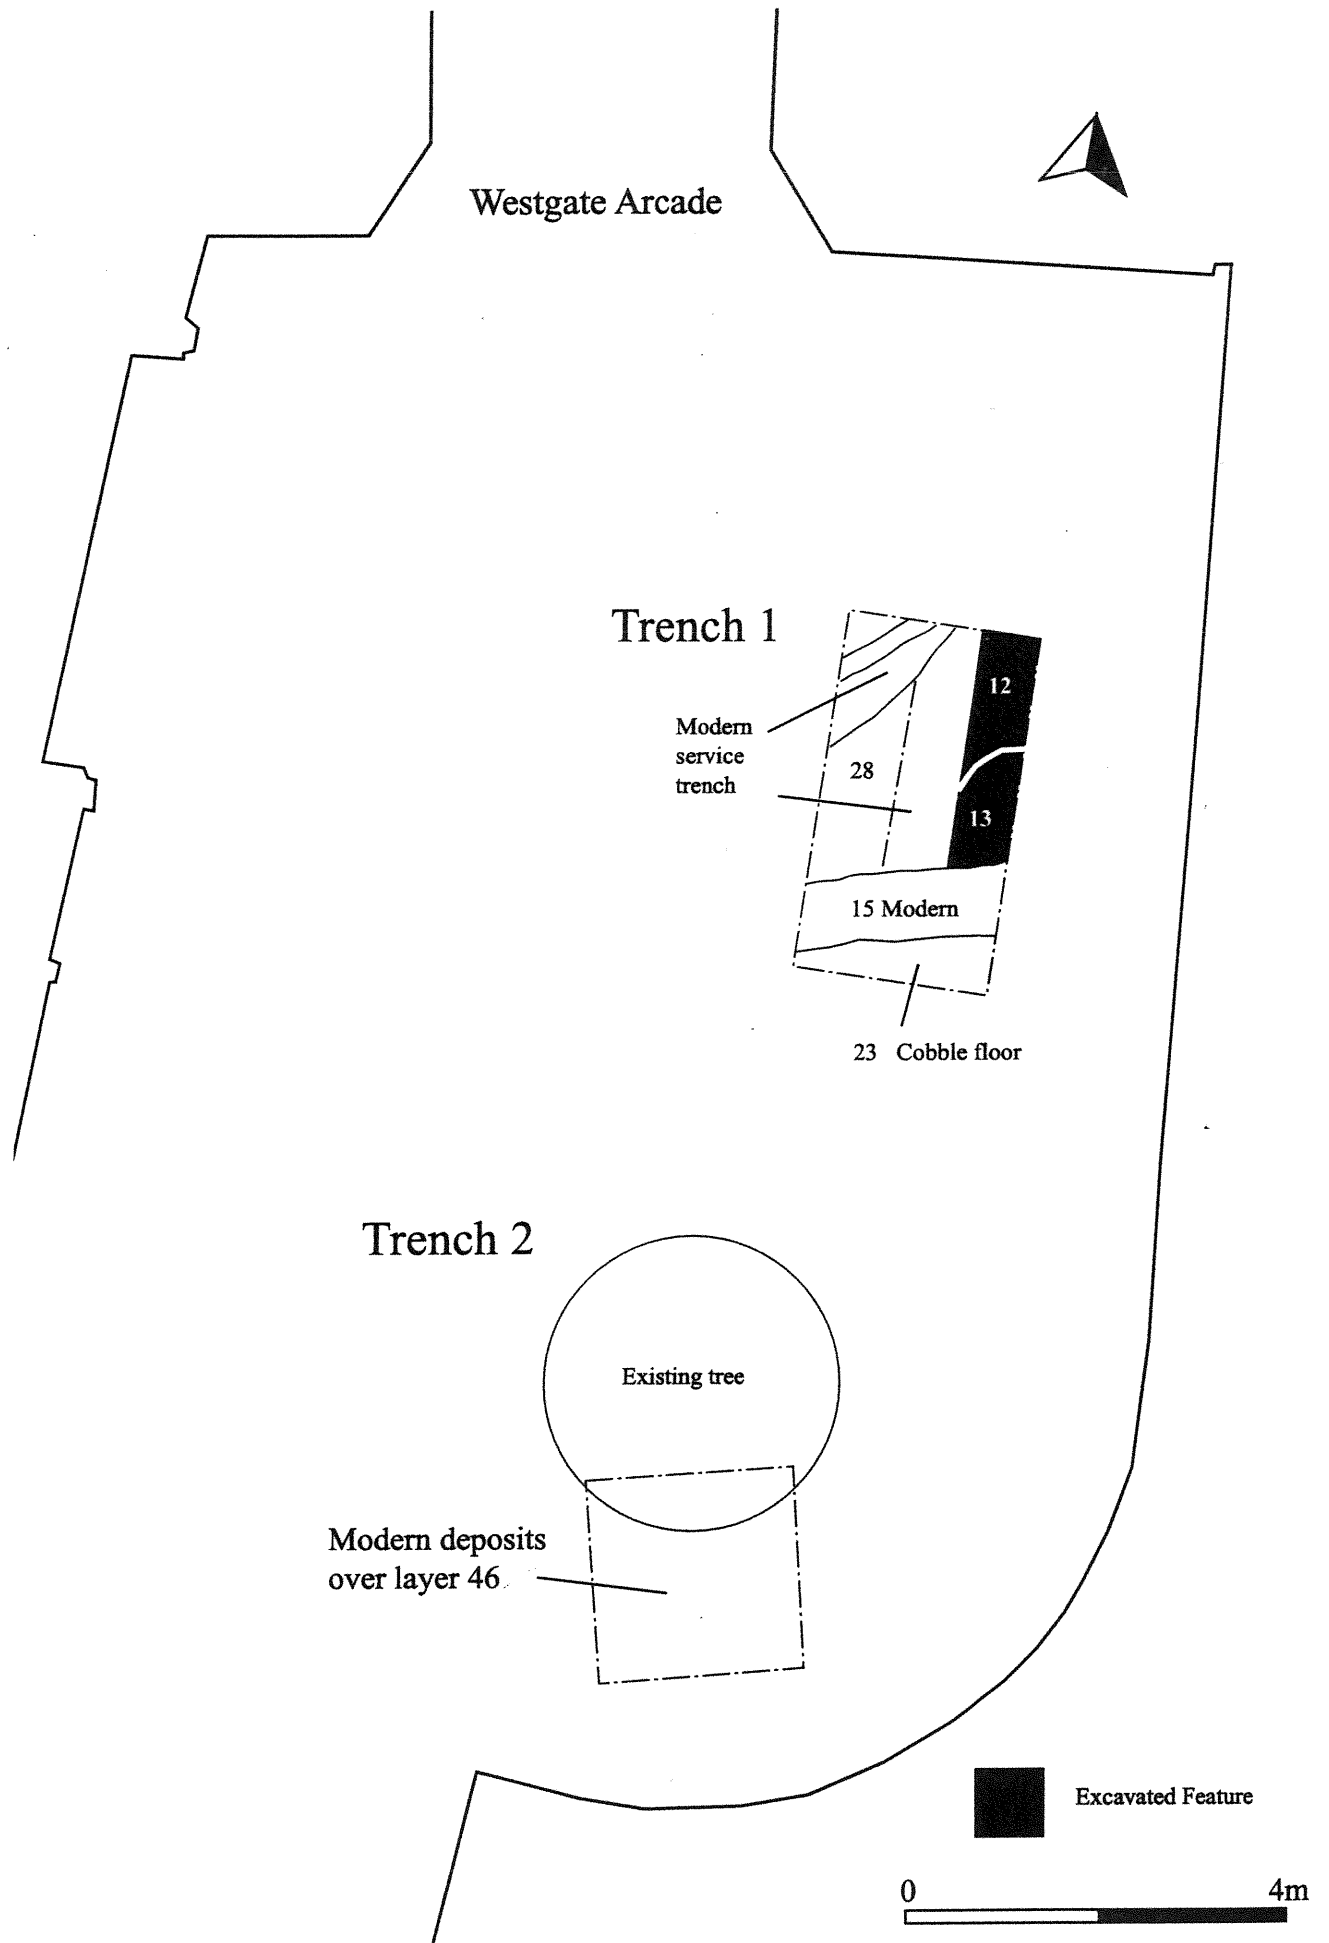 Westgate Arcade
Trench 1
12
Modern
service
trench
28
13
15 Modern
23 Cobble floor
Trench 2
Existing tree
Modern deposits
over layer 46
Excavated Feature
0 4m